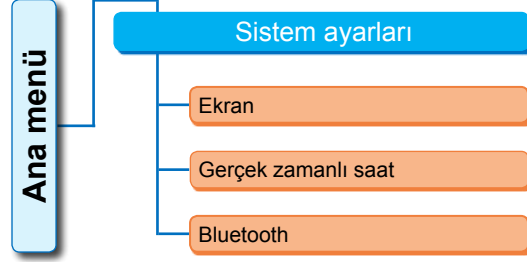 Ana menü
Sistem ayarları
Ekran
Gerçek zamanlı saat
Bluetooth